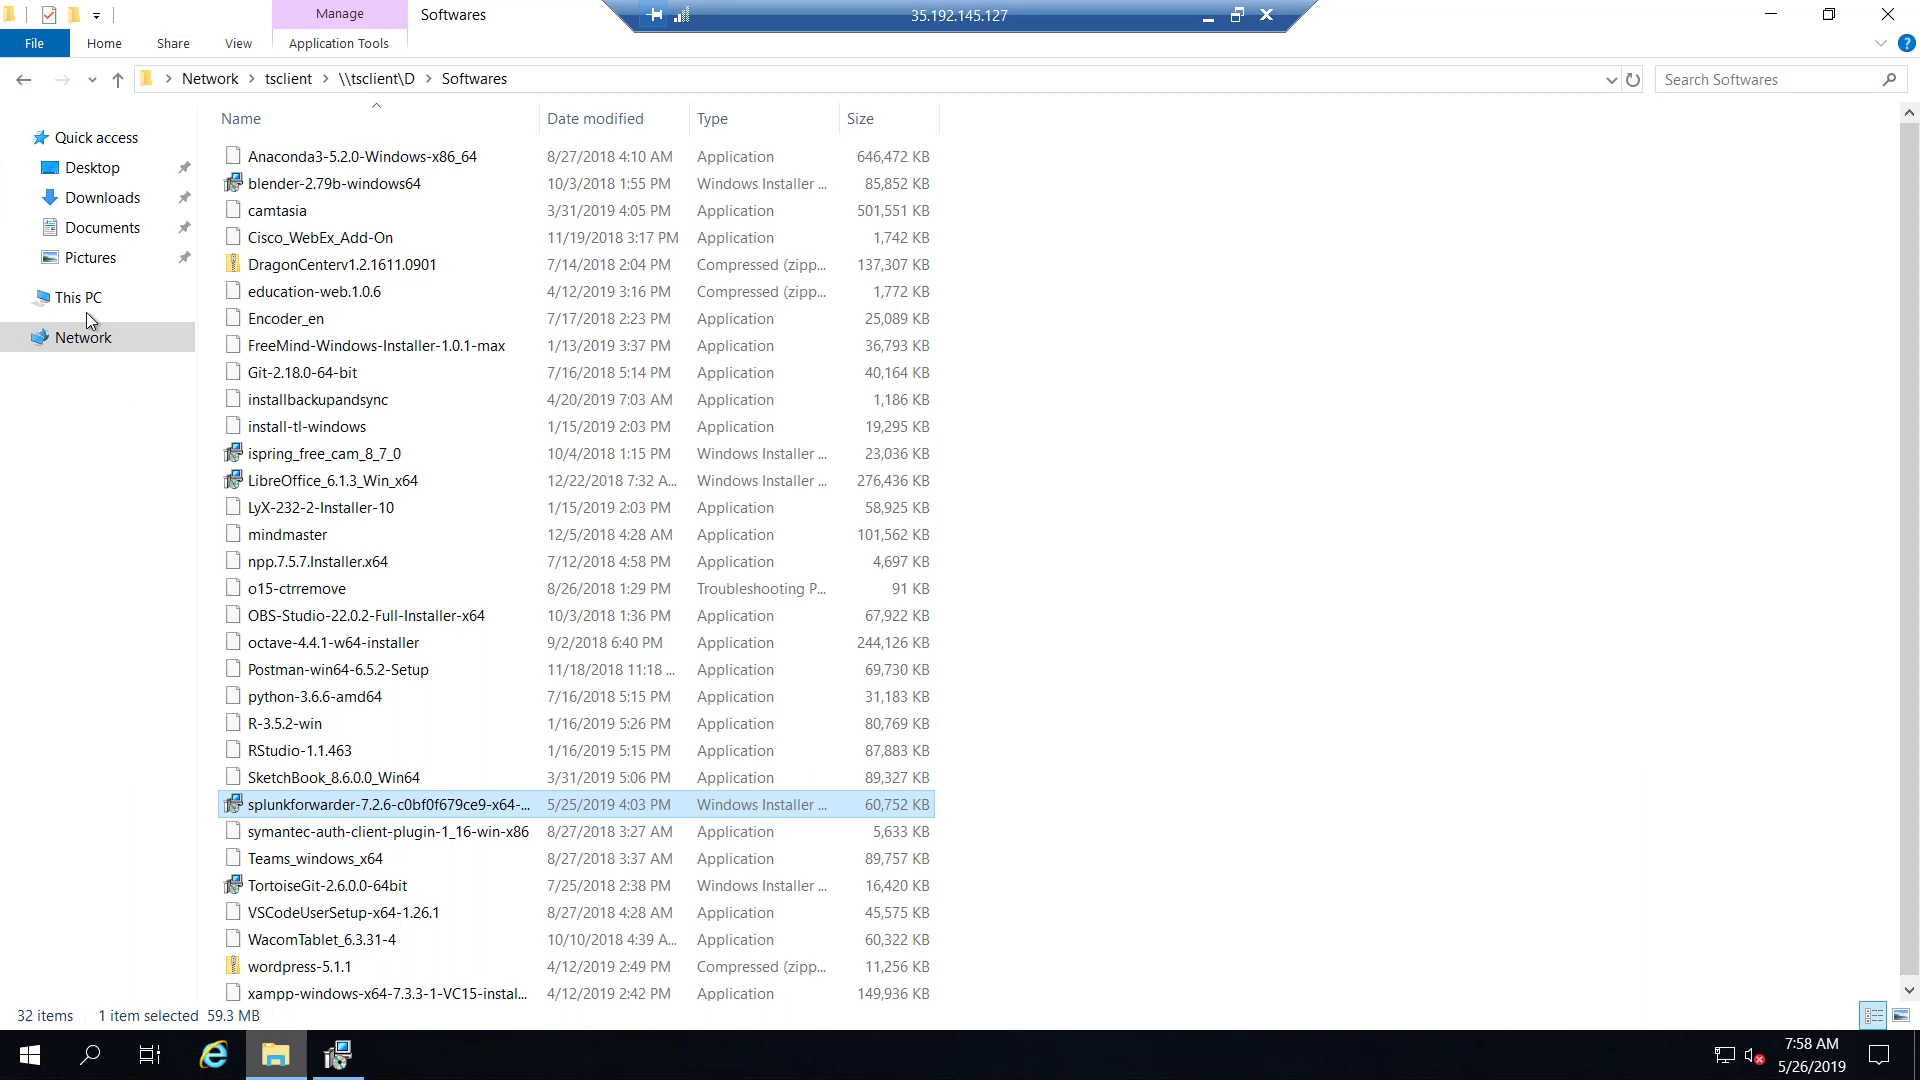 Manage
Softwares
35.192.145.127
File
Home
Share
View
Application Tools
?
Network
tsclient
\\tsclient\D
Softwares
Search Softwares
Quick access
Desktop
Downloads
Documents
Pictures
This PC
Network
Name Date modified Type Size
Anaconda3-5.2.0-Windows-x86_64 8/27/2018 4:10 AM Application 646,472 KB
blender-2.79b-windows64 10/3/2018 1:55 PM Windows Installer ... 85,852 KB
camtasia 3/31/2019 4:05 PM Application 501,551 KB
Cisco_WebEx_Add-On 11/19/2018 3:17 PM Application 1,742 KB
DragonCenterv1.2.1611.0901 7/14/2018 2:04 PM Compressed (zipp... 137,307 KB
education-web.1.0.6 4/12/2019 3:16 PM Compressed (zipp... 1,772 KB
Encoder_en 7/17/2018 2:23 PM Application 25,089 KB
FreeMind-Windows-Installer-1.0.1-max 1/13/2019 3:37 PM Application 36,793 KB
Git-2.18.0-64-bit 7/16/2018 5:14 PM Application 40,164 KB
installbackupandsync 4/20/2019 7:03 AM Application 1,186 KB
install-tl-windows 1/15/2019 2:03 PM Application 19,295 KB
ispring_free_cam_8_7_0 10/4/2018 1:15 PM Windows Installer ... 23,036 KB
LibreOffice_6.1.3_Win_x64 12/22/2018 7:32 A... Windows Installer ... 276,436 KB
LyX-232-2-Installer-10 1/15/2019 2:03 PM Application 58,925 KB
mindmaster 12/5/2018 4:28 AM Application 101,562 KB
npp.7.5.7.Installer.x64 7/12/2018 4:58 PM Application 4,697 KB
o15-ctrremove 8/26/2018 1:29 PM Troubleshooting P... 91 KB
OBS-Studio-22.0.2-Full-Installer-x64 10/3/2018 1:36 PM Application 67,922 KB
octave-4.4.1-w64-installer 9/2/2018 6:40 PM Application 244,126 KB
Postman-win64-6.5.2-Setup 11/18/2018 11:18 ... Application 69,730 KB
python-3.6.6-amd64 7/16/2018 5:15 PM Application 31,183 KB
R-3.5.2-win 1/16/2019 5:26 PM Application 80,769 KB
RStudio-1.1.463 1/16/2019 5:15 PM Application 87,883 KB
SketchBook_8.6.0.0_Win64 3/31/2019 5:06 PM Application 89,327 KB
splunkforwarder-7.2.6-c0bf0f679ce9-x64-... 5/25/2019 4:03 PM Windows Installer ... 60,752 KB
symantec-auth-client-plugin-1_16-win-x86 8/27/2018 3:27 AM Application 5,633 KB
Teams_windows_x64 8/27/2018 3:37 AM Application 89,757 KB
TortoiseGit-2.6.0.0-64bit 7/25/2018 2:38 PM Windows Installer ... 16,420 KB
VSCodeUserSetup-x64-1.26.1 8/27/2018 4:28 AM Application 45,575 KB
WacomTablet_6.3.31-4 10/10/2018 4:39 A... Application 60,322 KB
wordpress-5.1.1 4/12/2019 2:49 PM Compressed (zipp... 11,256 KB
xampp-windows-x64-7.3.3-1-VC15-instal... 4/12/2019 2:42 PM Application 149,936 KB
32 items 1 item selected 59.3 MB
7:58 AM
5/26/2019